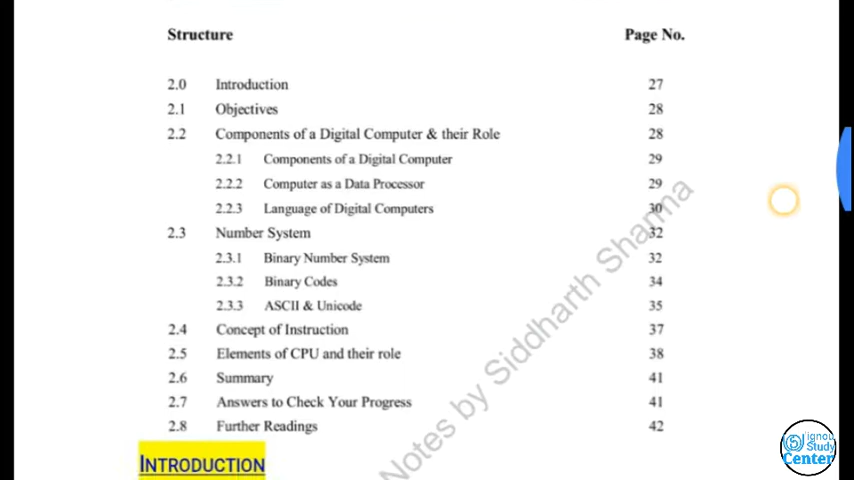 Structure Page No.
2.0 Introduction 27
2.1 Objectives 28
2.2 Components of a Digital Computer & their Role 28
2.2.1 Components of a Digital Computer 29
2.2.2 Computer as a Data Processor 29
2.2.3 Language of Digital Computers 30
2.3 Number System 32
2.3.1 Binary Number System 32
2.3.2 Binary Codes 34
2.3.3 ASCII & Unicode 35
2.4 Concept of Instruction 37
2.5 Elements of CPU and their role 38
2.6 Summary 41
2.7 Answers to Check Your Progress 41
2.8 Further Readings 42
INTRODUCTION
Notes by Siddharth Sharma
ignou
Study
Center